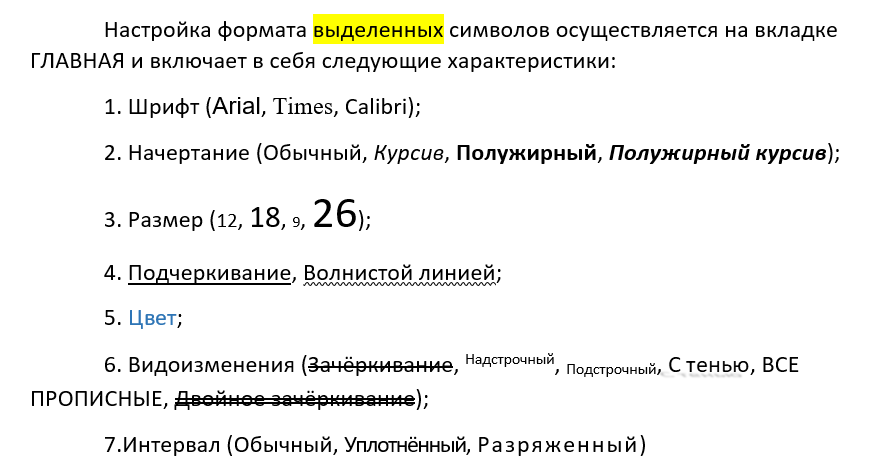 Настройка формата выделенных символов осуществляется на вкладке
ГЛАВНАЯ и включает в себя следующие характеристики:
1. Шрифт (Arial, Times, Calibri);
2. Начертание (Обычный, Курсив, Полужирный, Полужирный курсив);
3. Размер (12, 18, 9, 26);
4. Подчеркивание, Волнистой линией;
5. Цвет;
6. Видоизменения (Зачёркивание, Надстрочный, Подстрочный, С тенью, ВСЕ
ПРОПИСНЫЕ, Двойное зачёркивание);
7.Интервал (Обычный, Уплотнённый, Разряженный)